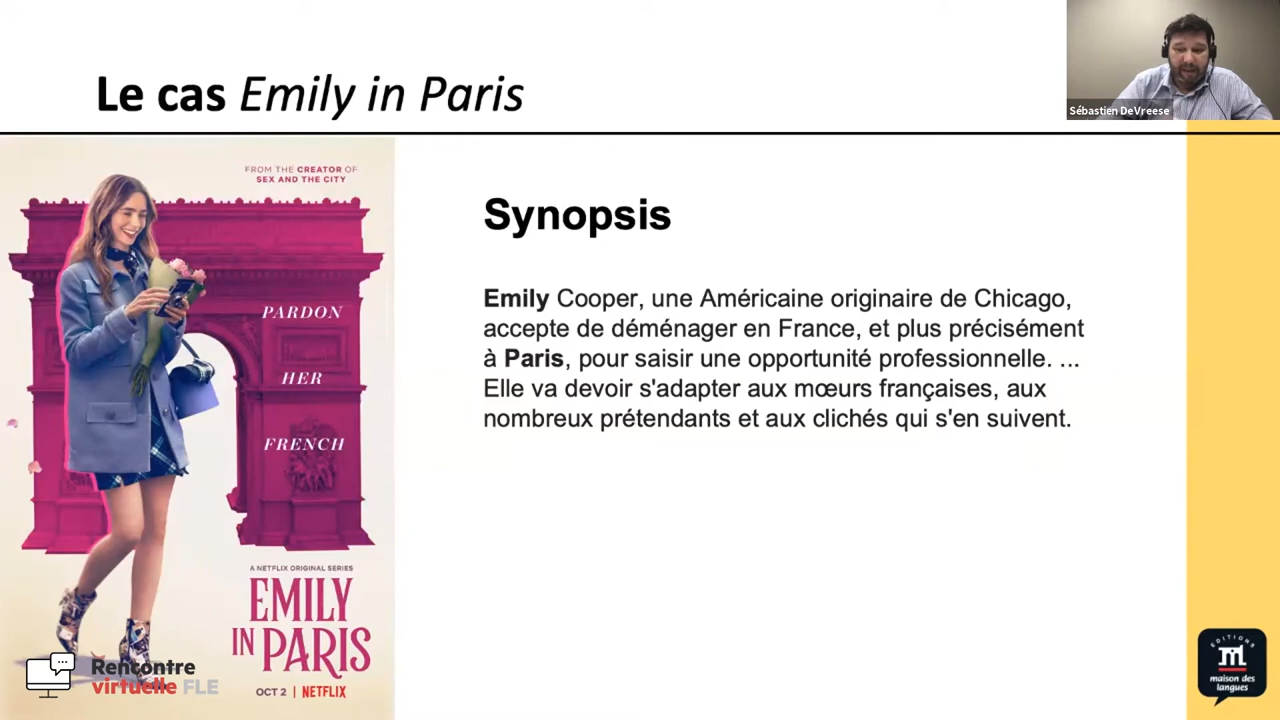 Le cas Emily in Paris
Sébastien DeVreese
FROM THE CREATOR OF
SEX AND THE CITY
PARDON
HER
FRENCH
A NETFLIX ORIGINAL SERIES
EMILY
IN PARIS
OCT 2 | NETFLIX
Rencontre
virtuelle FLE
Synopsis
Emily Cooper, une Américaine originaire de Chicago,
accepte de déménager en France, et plus précisément
à Paris, pour saisir une opportunité professionnelle. ...
Elle va devoir s'adapter aux mœurs françaises, aux
nombreux prétendants et aux clichés qui s'en suivent.
EDITIONS
maison des
langues